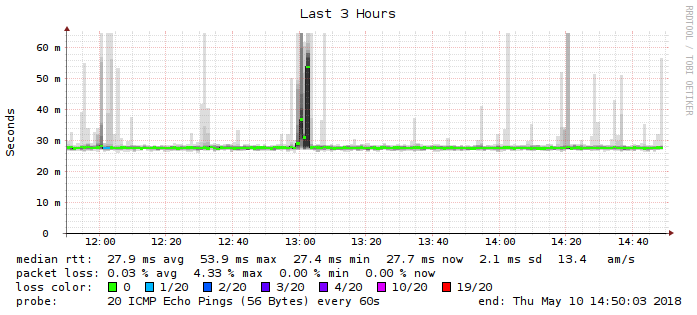 Last 3 Hours
RRDTOOL / TOBI OETIKER
Seconds
60 m
50 m
40 m
30 m
20 m
10 m
0
12:00 12:20 12:40 13:00 13:20 13:40 14:00 14:20 14:40
median rtt: 27.9 ms avg 53.9 ms max 27.4 ms min 27.7 ms now 2.1 ms sd 13.4 am/s
packet loss: 0.03 % avg 4.33 % max 0.00 % min 0.00 % now
loss color: 0 1/20 2/20 3/20 4/20 10/20 19/20
probe: 20 ICMP Echo Pings (56 Bytes) every 60s end: Thu May 10 14:50:03 2018